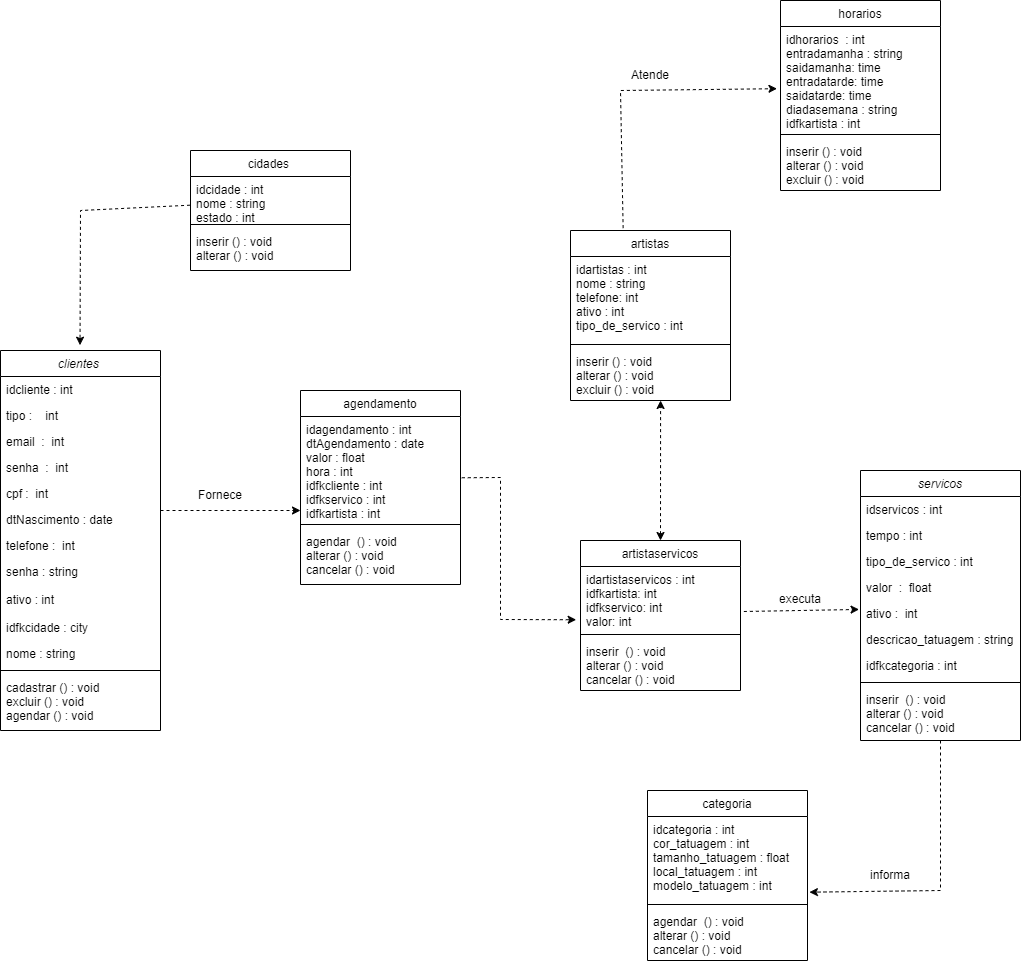 horarios
idhorarios : int
entradamanha : string
saidamanha: time
entradatarde: time
saidatarde: time
diadasemana : string
idfkartista : int
inserir () : void
alterar () : void
excluir () : void
Atende
cidades
idcidade : int
nome : string
estado : int
inserir () : void
alterar () : void
artistas
idartistas : int
nome : string
telefone: int
ativo : int
tipo_de_servico : int
inserir () : void
alterar () : void
excluir () : void
clientes
idcliente : int
tipo : int
email : int
senha : int
cpf : int
dtNascimento : date
telefone : int
senha : string
ativo : int
idfkcidade : city
nome : string
cadastrar () : void
excluir () : void
agendar () : void
Fornece
agendamento
idagendamento : int
dtAgendamento : date
valor : float
hora : int
idfkcliente : int
idfkservico : int
idfkartista : int
agendar () : void
alterar () : void
cancelar () : void
artistaservicos
idartistaservicos : int
idfkartista: int
idfkservico: int
valor: int
inserir () : void
alterar () : void
cancelar () : void
executa
servicos
idservicos : int
tempo : int
tipo_de_servico : int
valor : float
ativo : int
descricao_tatuagem : string
idfkcategoria : int
inserir () : void
alterar () : void
cancelar () : void
informa
categoria
idcategoria : int
cor_tatuagem : int
tamanho_tatuagem : float
local_tatuagem : int
modelo_tatuagem : int
agendar () : void
alterar () : void
cancelar () : void